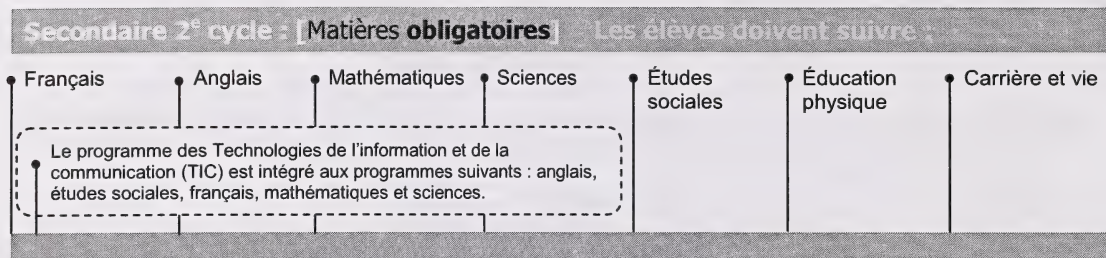 Secondaire 2e cycle : [Matières obligatoires] Les élèves doivent suivre :
Français Anglais Mathématiques Sciences Études sociales Éducation physique Carrière et vie
Le programme des Technologies de l'information et de la
communication (TIC) est intégré aux programmes suivants : anglais,
études sociales, français, mathématiques et sciences.